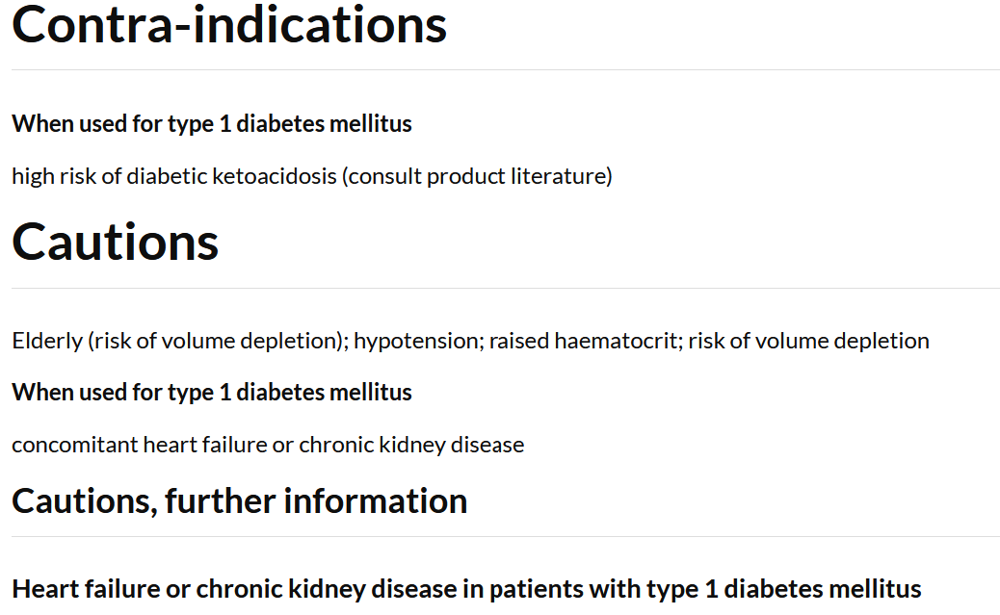 Contra-indications
When used for type 1 diabetes mellitus
high risk of diabetic ketoacidosis (consult product literature)
Cautions
Elderly (risk of volume depletion); hypotension; raised haematocrit; risk of volume depletion
When used for type 1 diabetes mellitus
concomitant heart failure or chronic kidney disease
Cautions, further information
Heart failure or chronic kidney disease in patients with type 1 diabetes mellitus